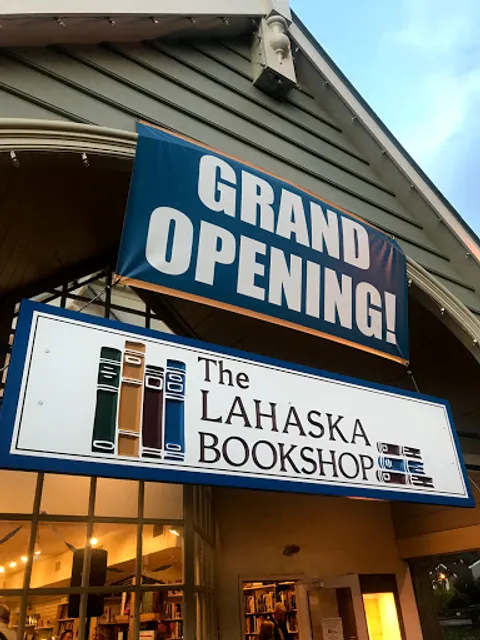 GRAND
OPENING!
The
LAHASKA
BOOKSHOP